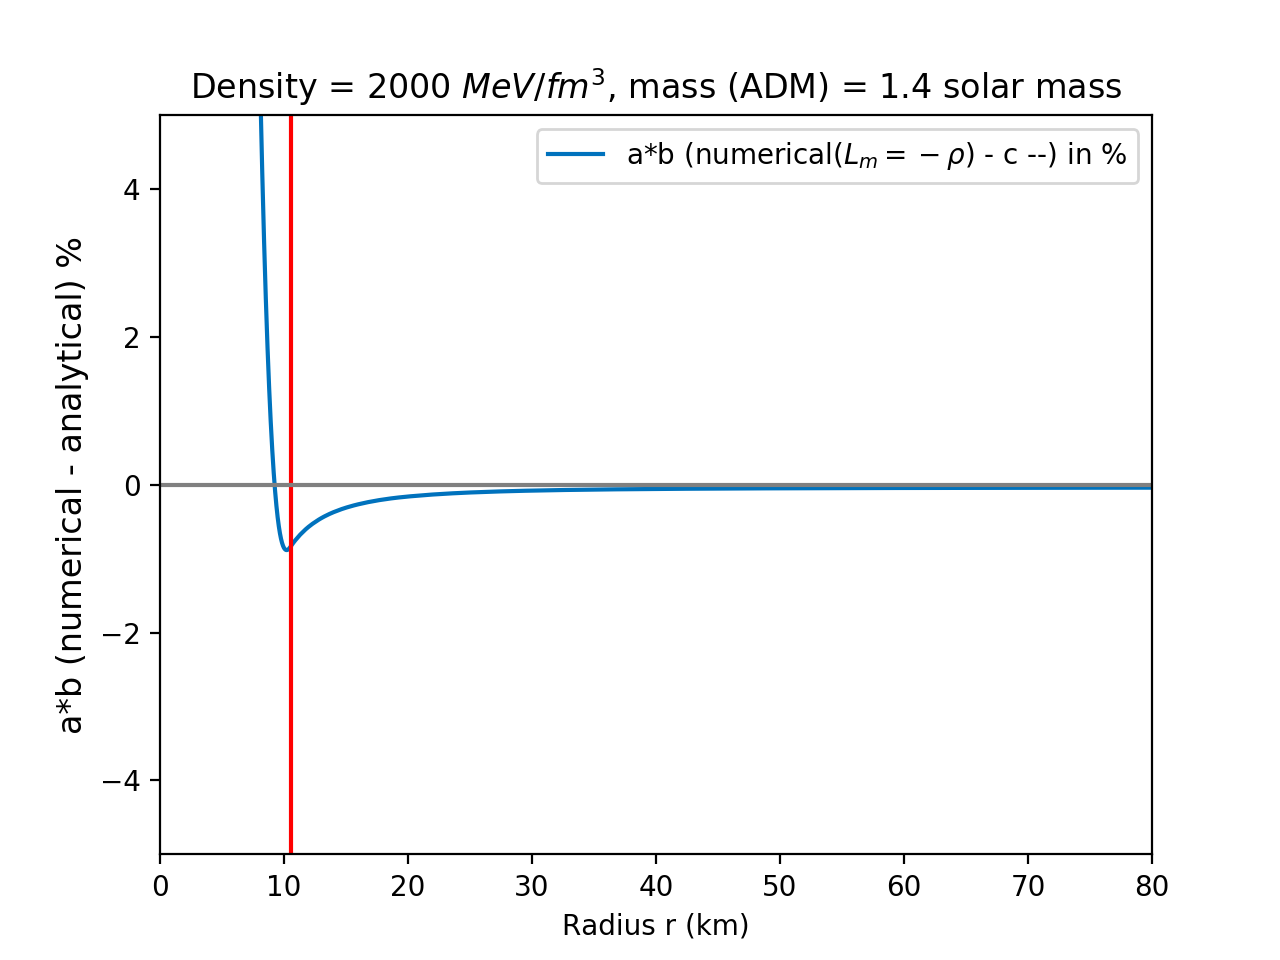 Density = 2000 MeV/fm³, mass (ADM) = 1.4 solar mass
a*b (numerical(Lₘ = − ρ) - c --) in %
a*b (numerical - analytical) %
4
2
0
−2
−4
0 10 20 30 40 50 60 70 80
Radius r (km)